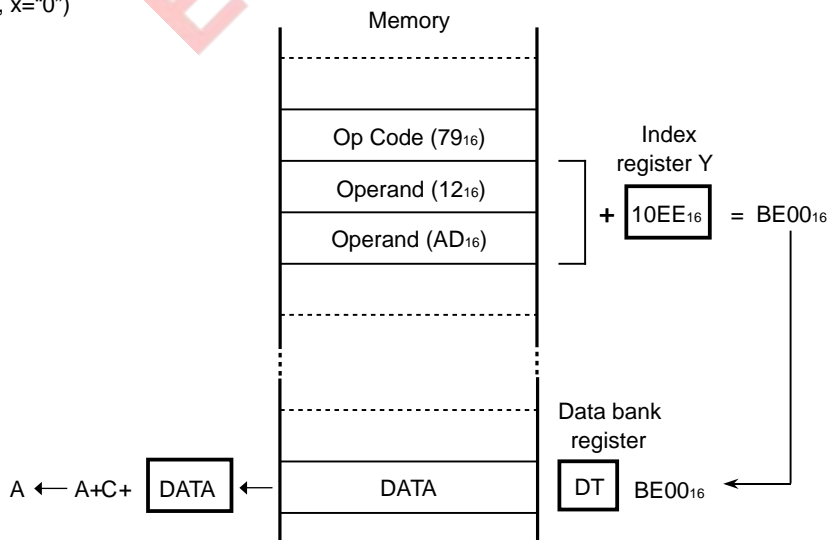 , x="0")
Memory
Op Code (79₁₆)
Index
register Y
Operand (12₁₆)
+ 10EE₁₆ = BE00₁₆
Operand (AD₁₆)
Data bank
register
A ← A+C+ DATA ← DATA DT BE00₁₆